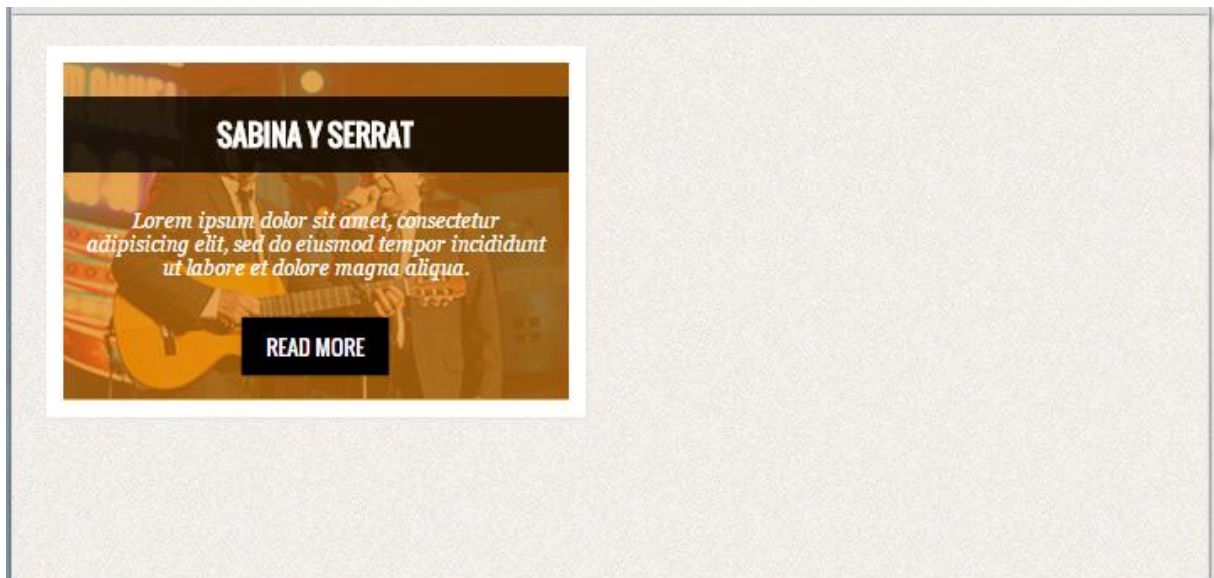 SABINA Y SERRAT
Lorem ipsum dolor sit amet, consectetur
adipisicing elit, sed do eiusmod tempor incididunt
ut labore et dolore magna aliqua.
READ MORE